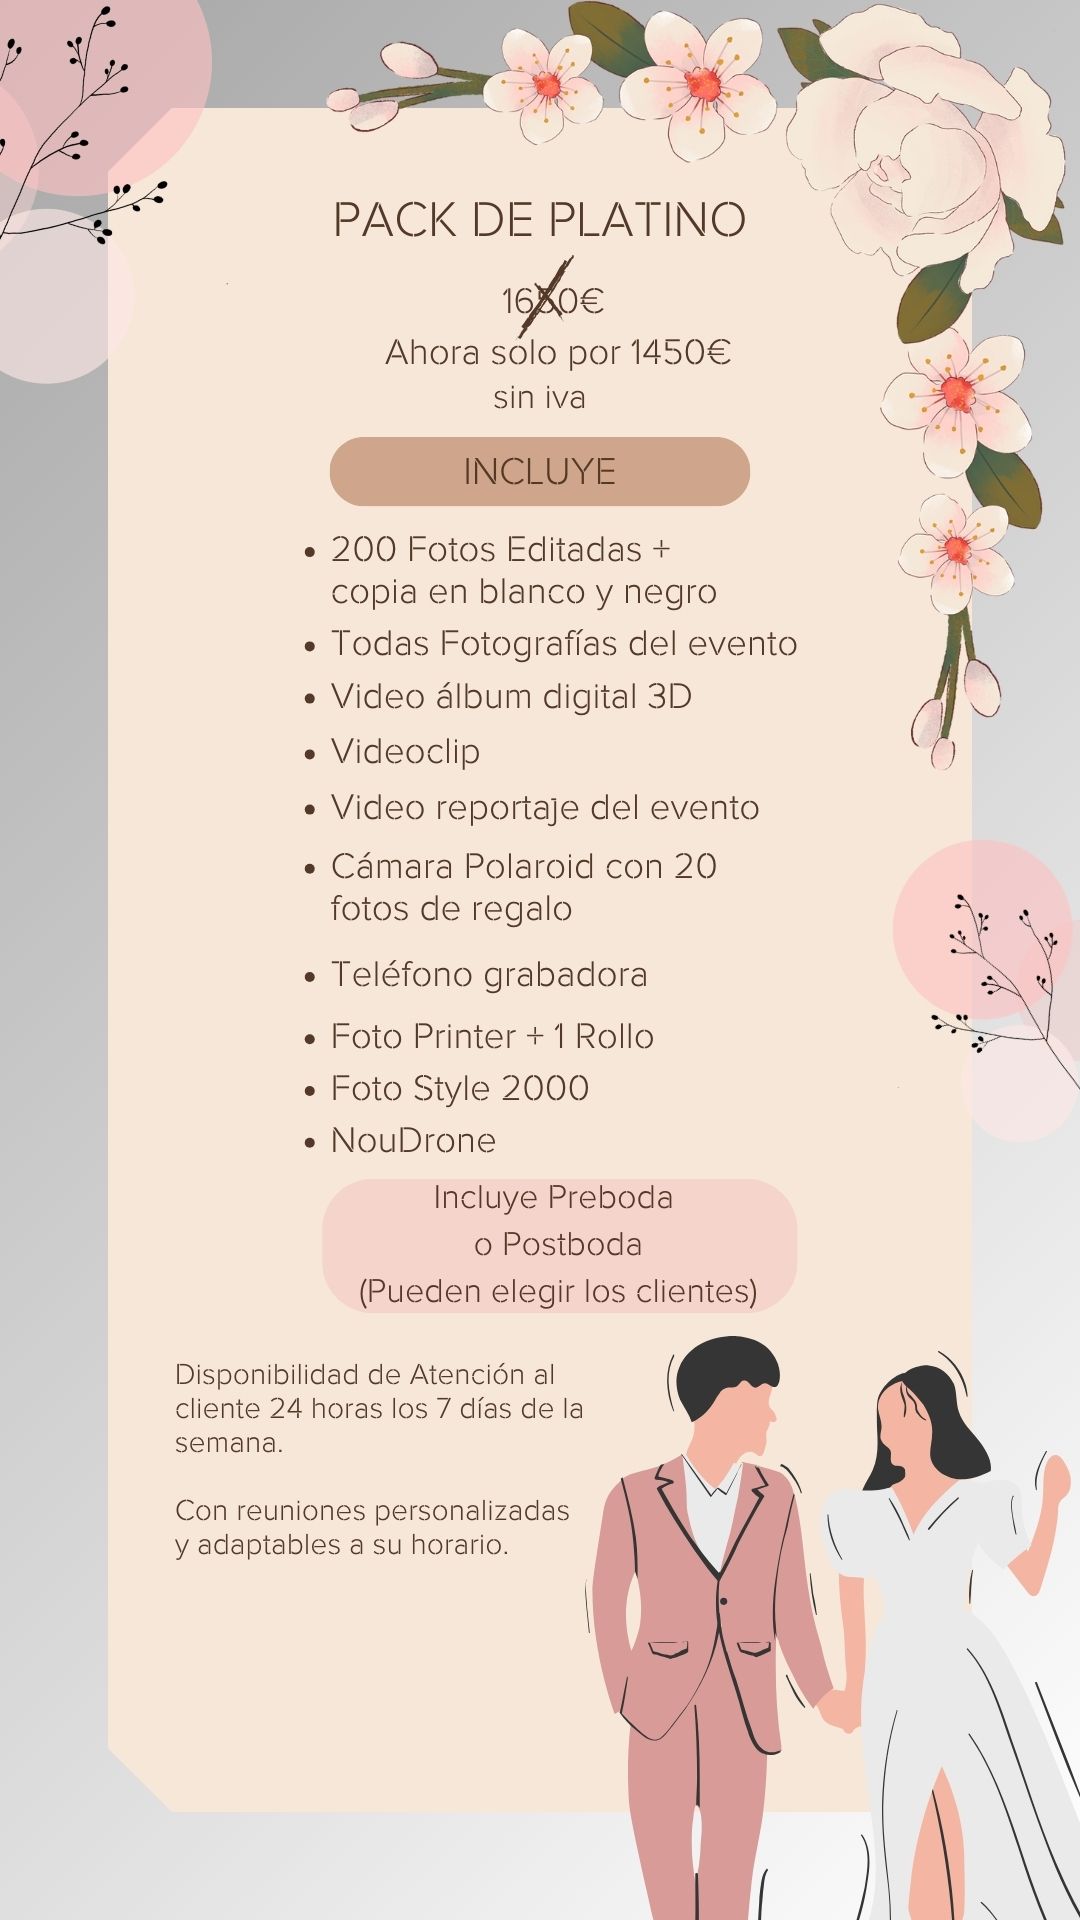 PACK DE PLATINO
1650€
Ahora solo por 1450€
sin iva
INCLUYE
• 200 Fotos Editadas +
copia en blanco y negro
• Todas Fotografías del evento
• Video álbum digital 3D
• Videoclip
• Video reportaje del evento
• Cámara Polaroid con 20
fotos de regalo
• Teléfono grabadora
• Foto Printer + 1 Rollo
• Foto Style 2000
• NouDrone
Incluye Preboda
o Postboda
(Pueden elegir los clientes)
Disponibilidad de Atención al
cliente 24 horas los 7 días de la
semana.
Con reuniones personalizadas
y adaptables a su horario.